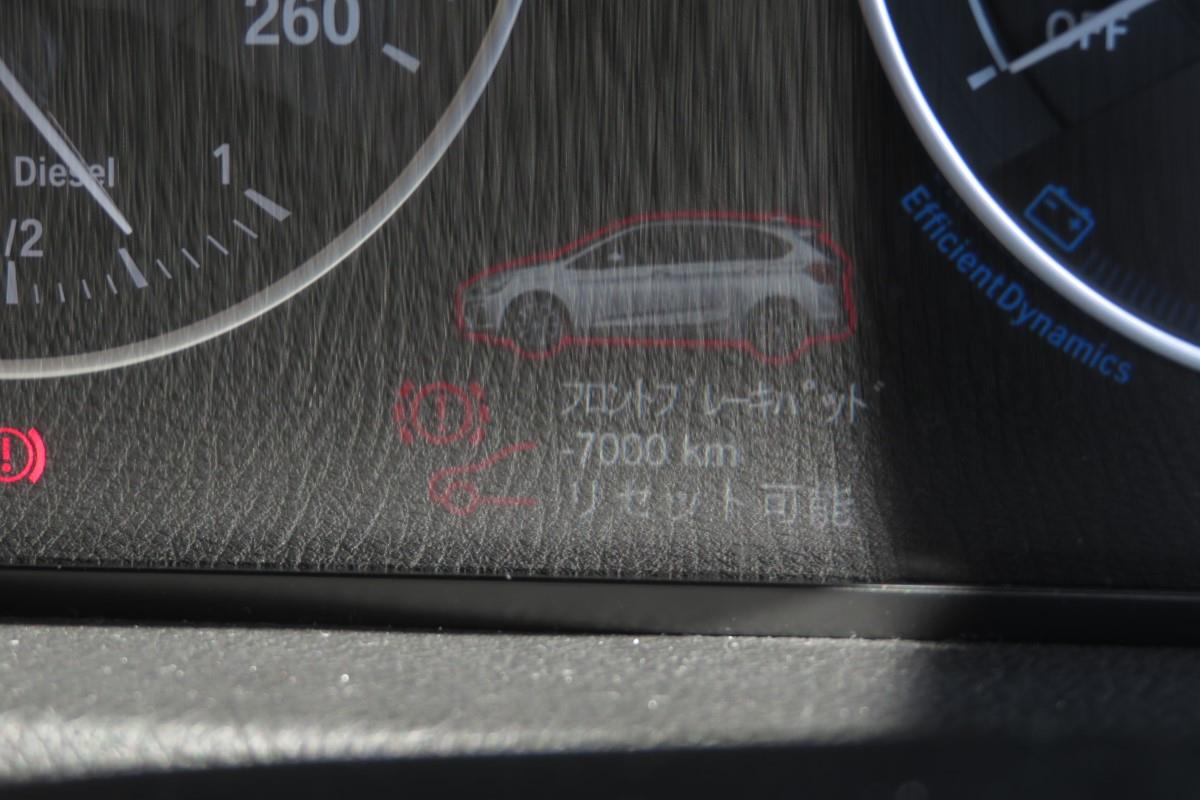 260
Diesel
1
1/2
OFF
EfficientDynamics
フロントブレーキパッド
-7000 km
リセット 可能